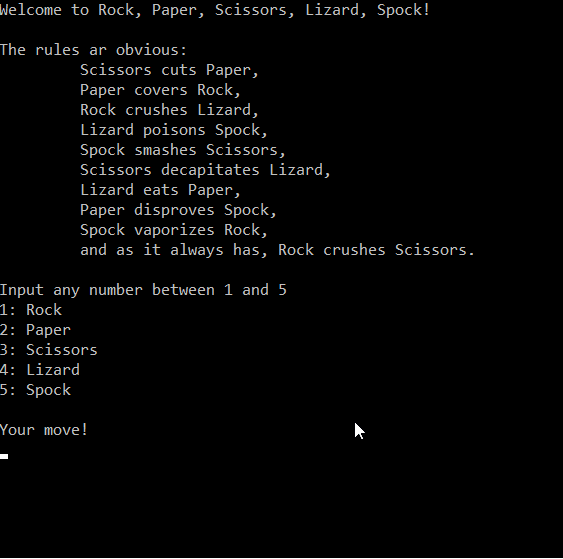 Welcome to Rock, Paper, Scissors, Lizard, Spock!
The rules ar obvious:
Scissors cuts Paper,
Paper covers Rock,
Rock crushes Lizard,
Lizard poisons Spock,
Spock smashes Scissors,
Scissors decapitates Lizard,
Lizard eats Paper,
Paper disproves Spock,
Spock vaporizes Rock,
and as it always has, Rock crushes Scissors.
Input any number between 1 and 5
1: Rock
2: Paper
3: Scissors
4: Lizard
5: Spock
Your move!